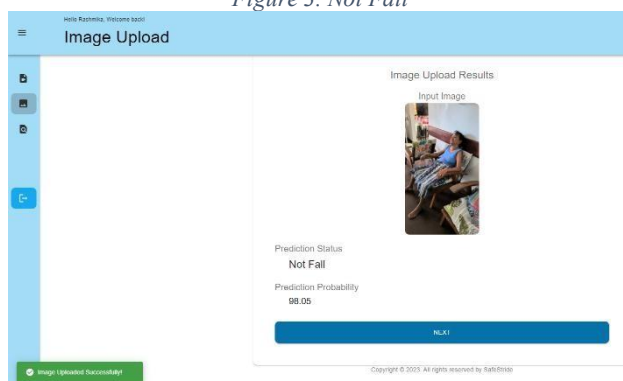 Figure 5. Not Fall
Hello Rashmika, Welcome back!
Image Upload
Image Upload Results
Input Image
Prediction Status
Not Fall
Prediction Probability
98.05
NEXT
Image Uploaded Successfully!
Copyright © 2023. All rights reserved by SafeStride